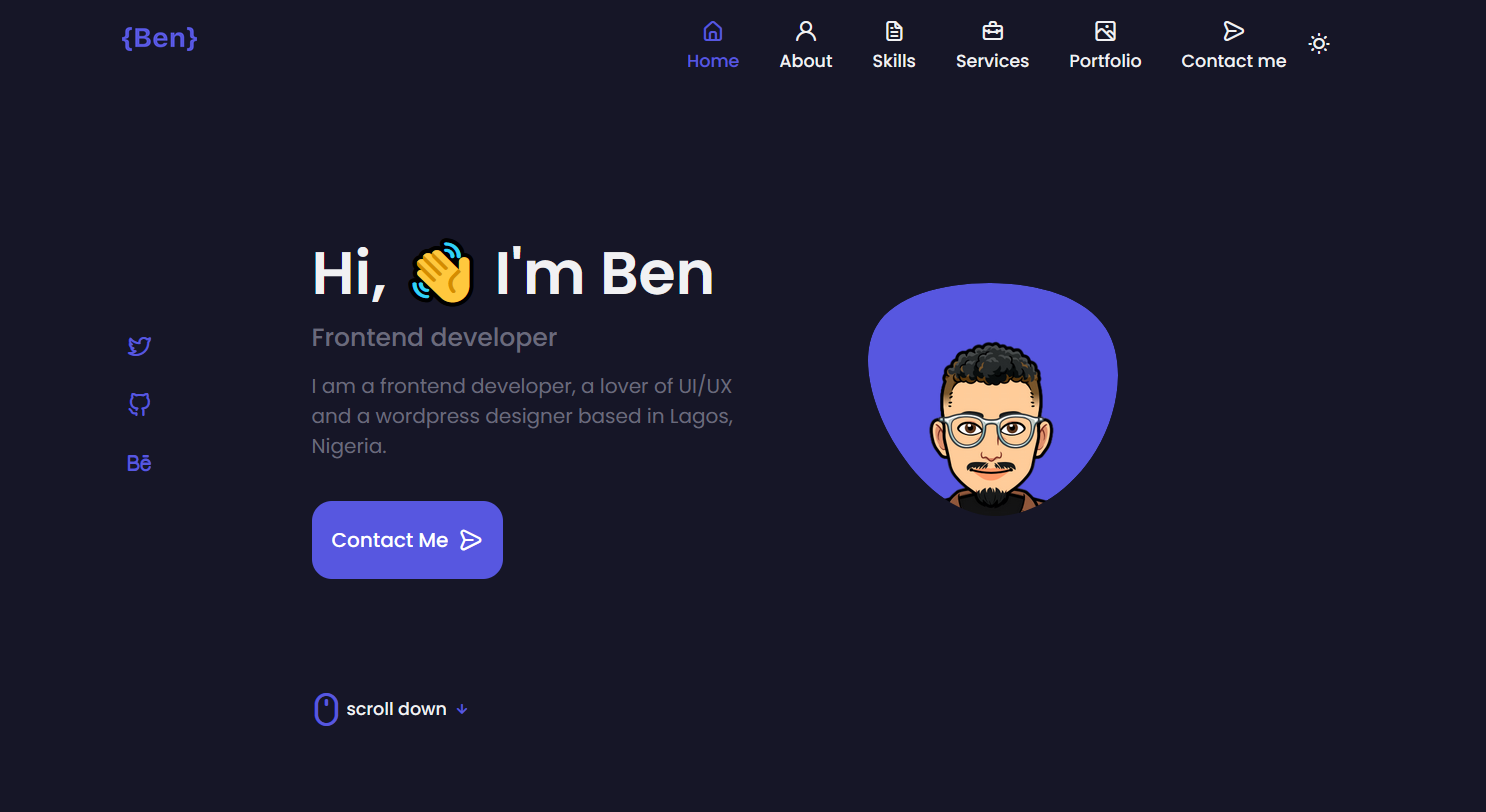 {Ben}
Home About Skills Services Portfolio Contact me
Hi, 👋 I'm Ben
Frontend developer
I am a frontend developer, a lover of UI/UX
and a wordpress designer based in Lagos,
Nigeria.
Bē
Contact Me
scroll down ↓